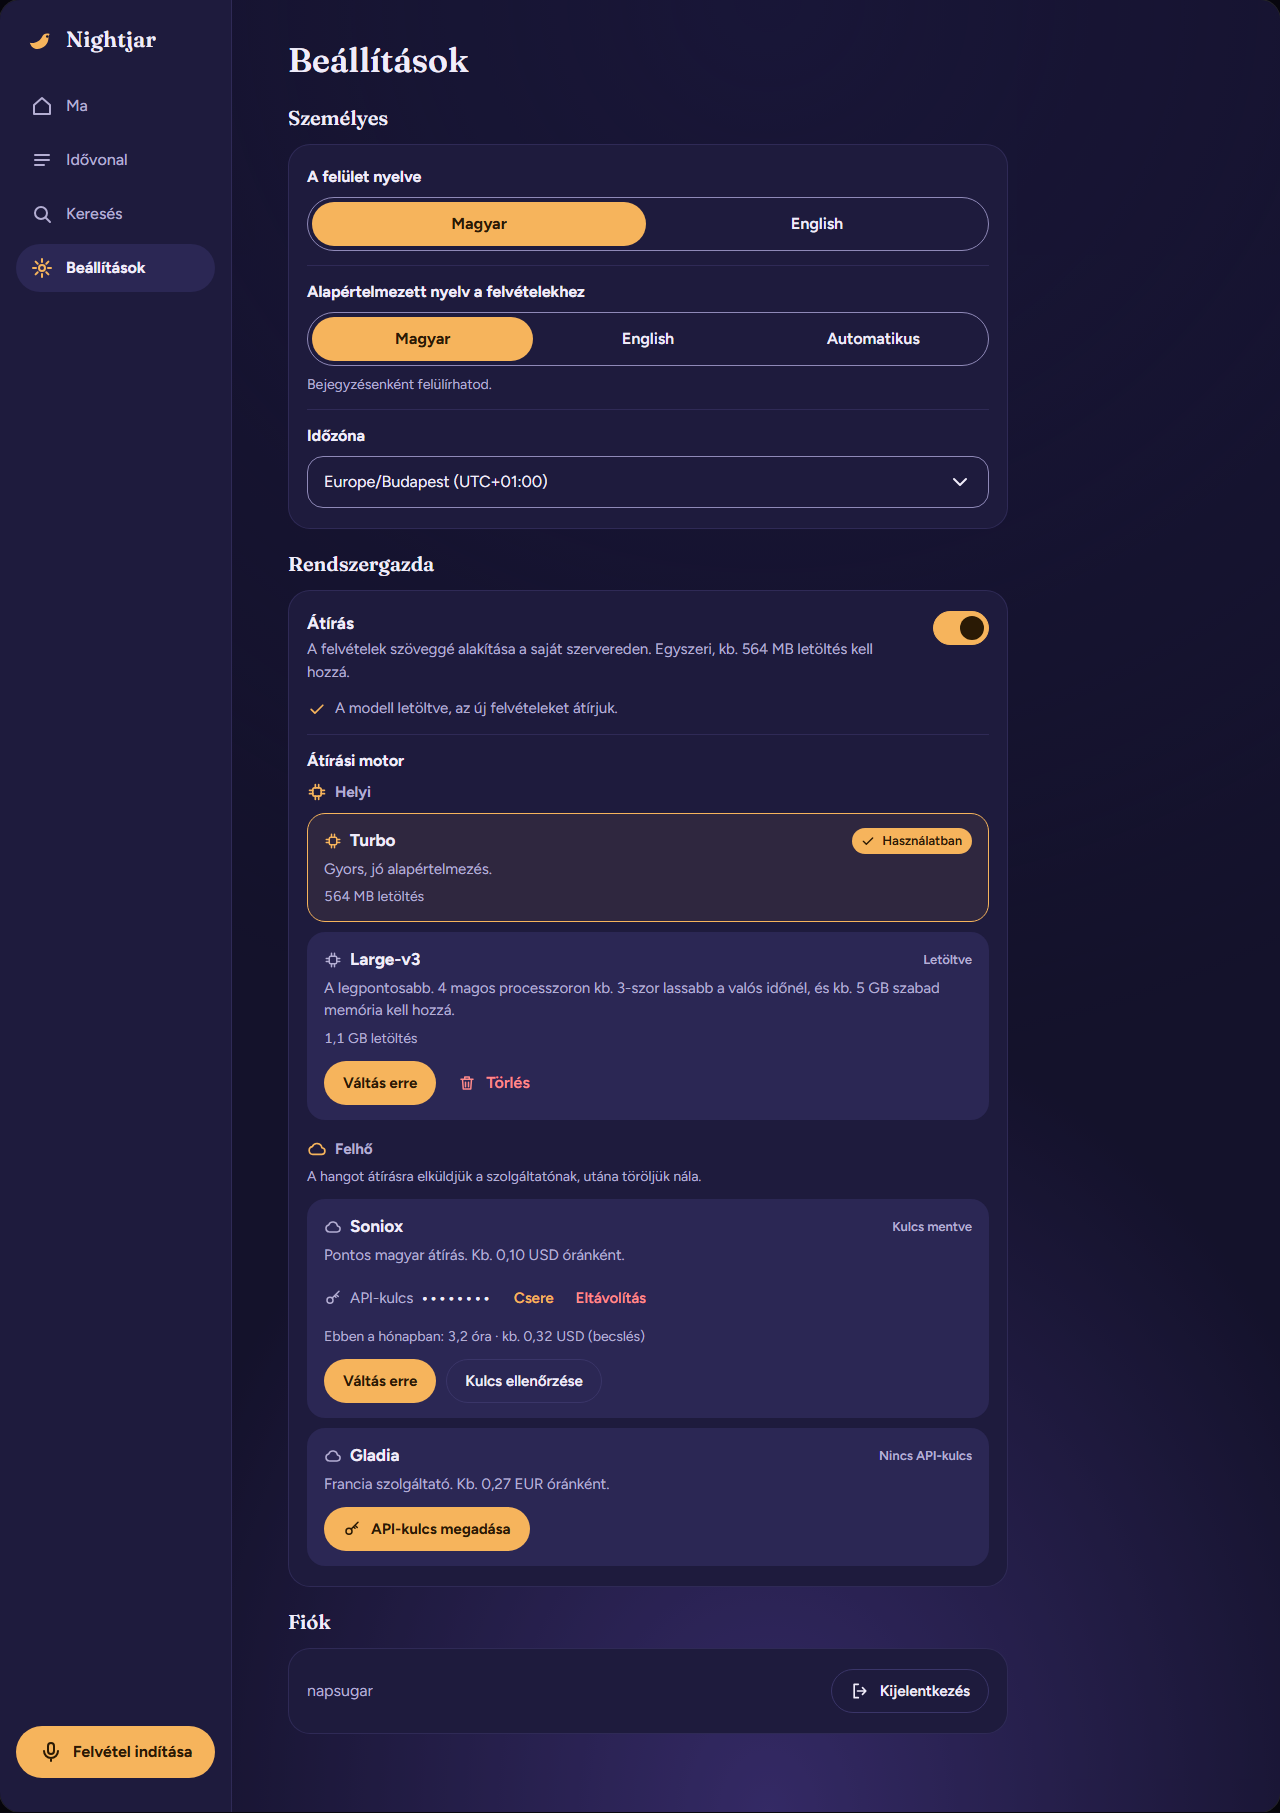 Nightjar
Ma
Idővonal
Keresés
Beállítások
Felvétel indítása
Beállítások
Személyes
A felület nyelve
Magyar English
Alapértelmezett nyelv a felvételekhez
Magyar English Automatikus
Bejegyzésenként felülírhatod.
Időzóna
Europe/Budapest (UTC+01:00)
Rendszergazda
Átírás
A felvételek szöveggé alakítása a saját szervereden. Egyszeri, kb. 564 MB letöltés kell
hozzá.
A modell letöltve, az új felvételeket átírjuk.
Átírási motor
Helyi
Turbo Használatban
Gyors, jó alapértelmezés.
564 MB letöltés
Large-v3 Letöltve
A legpontosabb. 4 magos processzoron kb. 3-szor lassabb a valós időnél, és kb. 5 GB szabad
memória kell hozzá.
1,1 GB letöltés
Váltás erre Törlés
Felhő
A hangot átírásra elküldjük a szolgáltatónak, utána töröljük nála.
Soniox Kulcs mentve
Pontos magyar átírás. Kb. 0,10 USD óránként.
API-kulcs •••••••• Csere Eltávolítás
Ebben a hónapban: 3,2 óra · kb. 0,32 USD (becslés)
Váltás erre Kulcs ellenőrzése
Gladia Nincs API-kulcs
Francia szolgáltató. Kb. 0,27 EUR óránként.
API-kulcs megadása
Fiók
napsugar Kijelentkezés